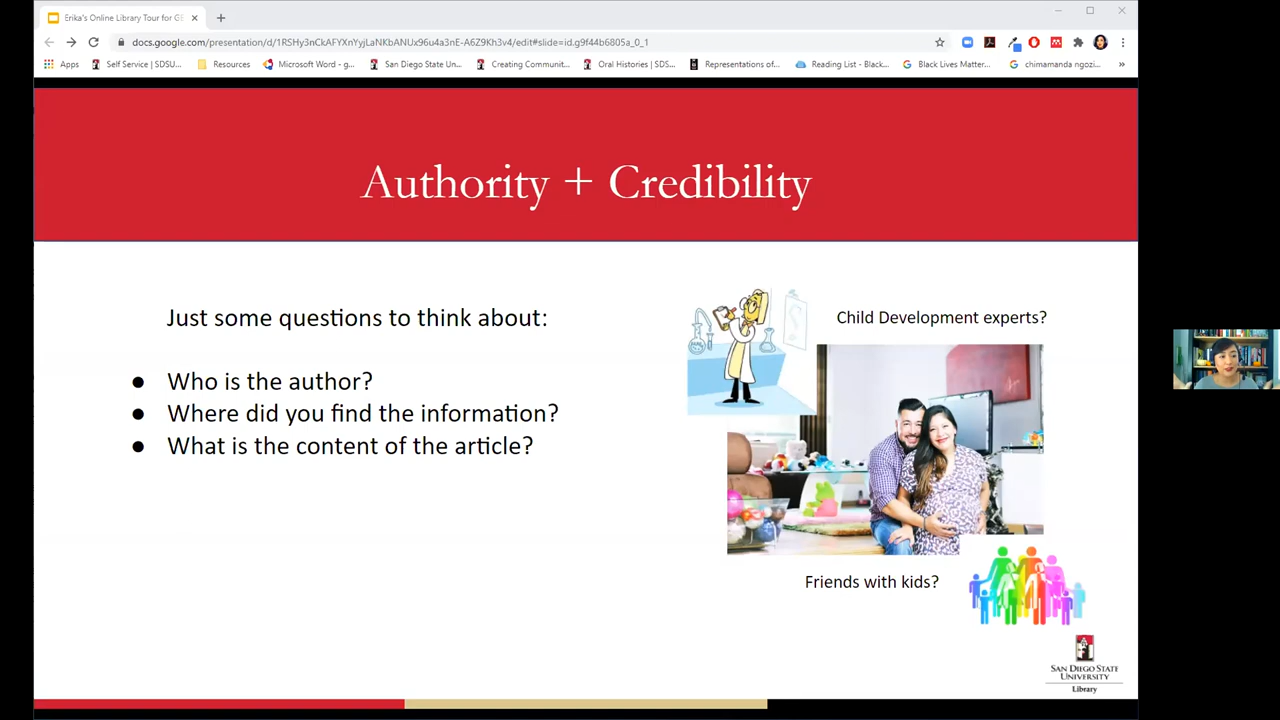 Erika's Online Library Tour for GE
docs.google.com/presentation/d/1RSHy3nCkAFYXnYvjLaNKbANUx96u4a3nE-A6Z9Kh3v4/edit#slide=id.g9f44b6805a_0_1
Apps Self Service | SDSU... Resources Microsoft Word - g... San Diego State Un... Creating Communit... Oral Histories | SDS... Representations of... Reading List - Black... Black Lives Matter... chimamanda ngozi... »
Authority + Credibility
Just some questions to think about:
Child Development experts?
● Who is the author?
● Where did you find the information?
● What is the content of the article?
Friends with kids?
SAN DIEGO STATE
UNIVERSITY
Library